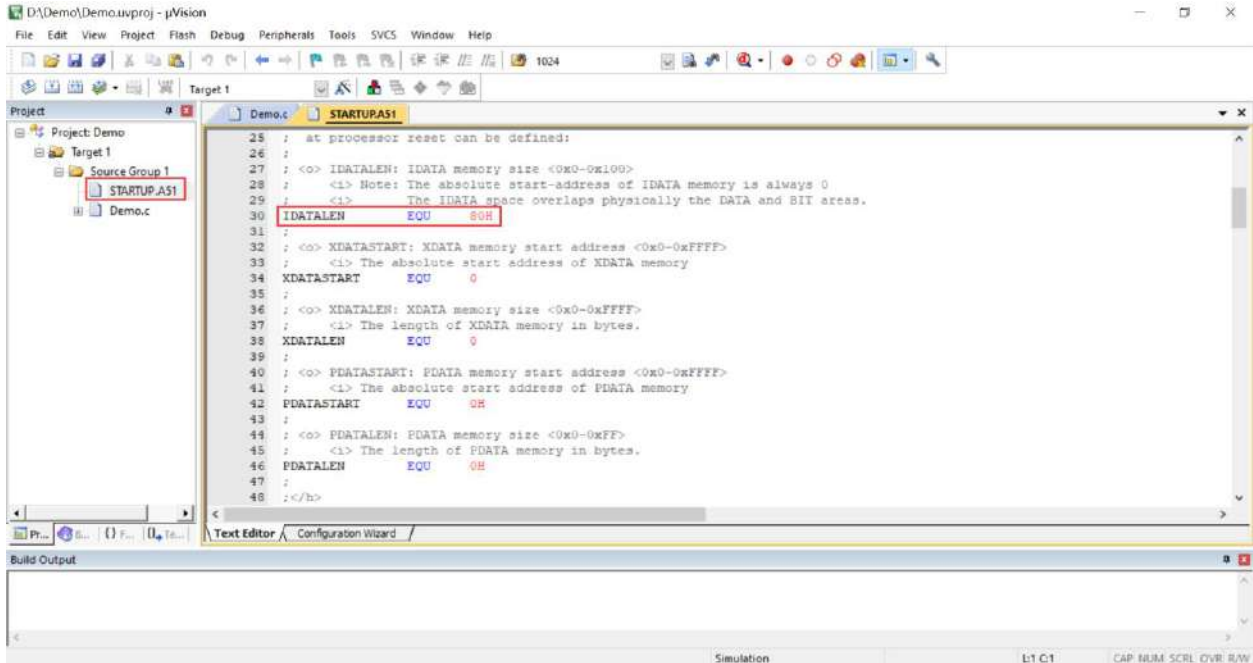 D:\Demo\Demo.uvproj - µVision
File Edit View Project Flash Debug Peripherals Tools SVCS Window Help
1024
Target 1
Project
Demo.c STARTUP.A51
Project: Demo
Target 1
Source Group 1
STARTUP.A51
Demo.c
25 ; at processor reset can be defined:
26 ;
27 ; <o> IDATALEN: IDATA memory size <0x0-0x100>
28 ; <i> Note: The absolute start-address of IDATA memory is always 0
29 ; <i> The IDATA space overlaps physically the DATA and BIT areas.
30 IDATALEN EQU 80H
31 ;
32 ; <o> XDATASTART: XDATA memory start address <0x0-0xFFFF>
33 ; <i> The absolute start address of XDATA memory
34 XDATASTART EQU 0
35 ;
36 ; <o> XDATALEN: XDATA memory size <0x0-0xFFFF>
37 ; <i> The length of XDATA memory in bytes.
38 XDATALEN EQU 0
39 ;
40 ; <o> PDATASTART: PDATA memory start address <0x0-0xFFFF>
41 ; <i> The absolute start address of PDATA memory
42 PDATASTART EQU 0H
43 ;
44 ; <o> PDATALEN: PDATA memory size <0x0-0xFF>
45 ; <i> The length of PDATA memory in bytes.
46 PDATALEN EQU 0H
47 ;
48 ;</h>
Pr... {} F... Te...
Text Editor Configuration Wizard
Build Output
Simulation L:1 C:1 CAP NUM SCRL OVR R/W